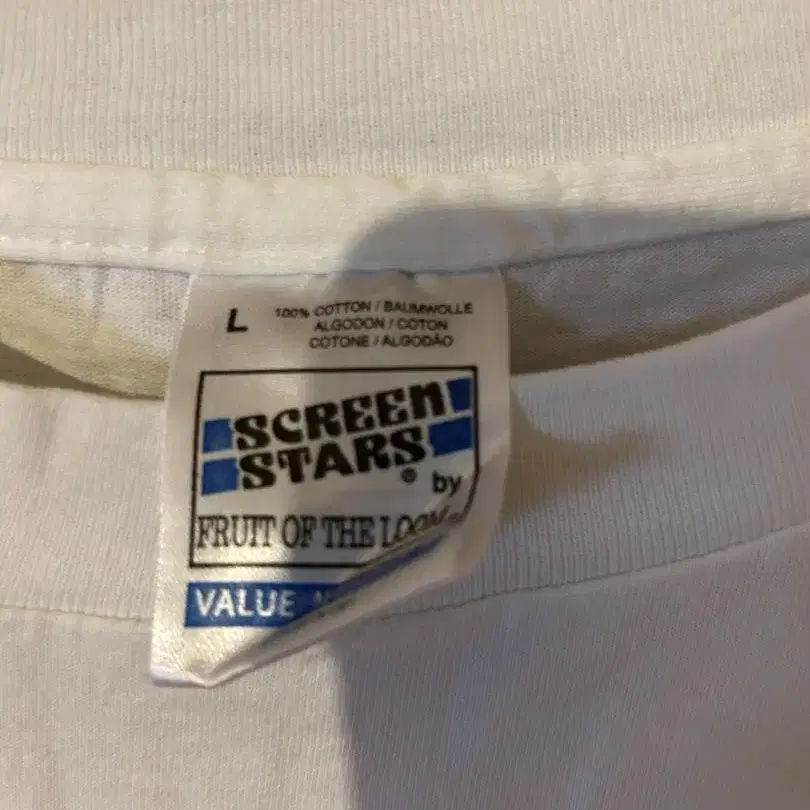 L
100% COTTON / BAUMWOLLE
ALGODON / COTON
COTONE / ALGODÃO
SCREEN
STARS
© by
FRUIT OF THE LOOM
VALUE